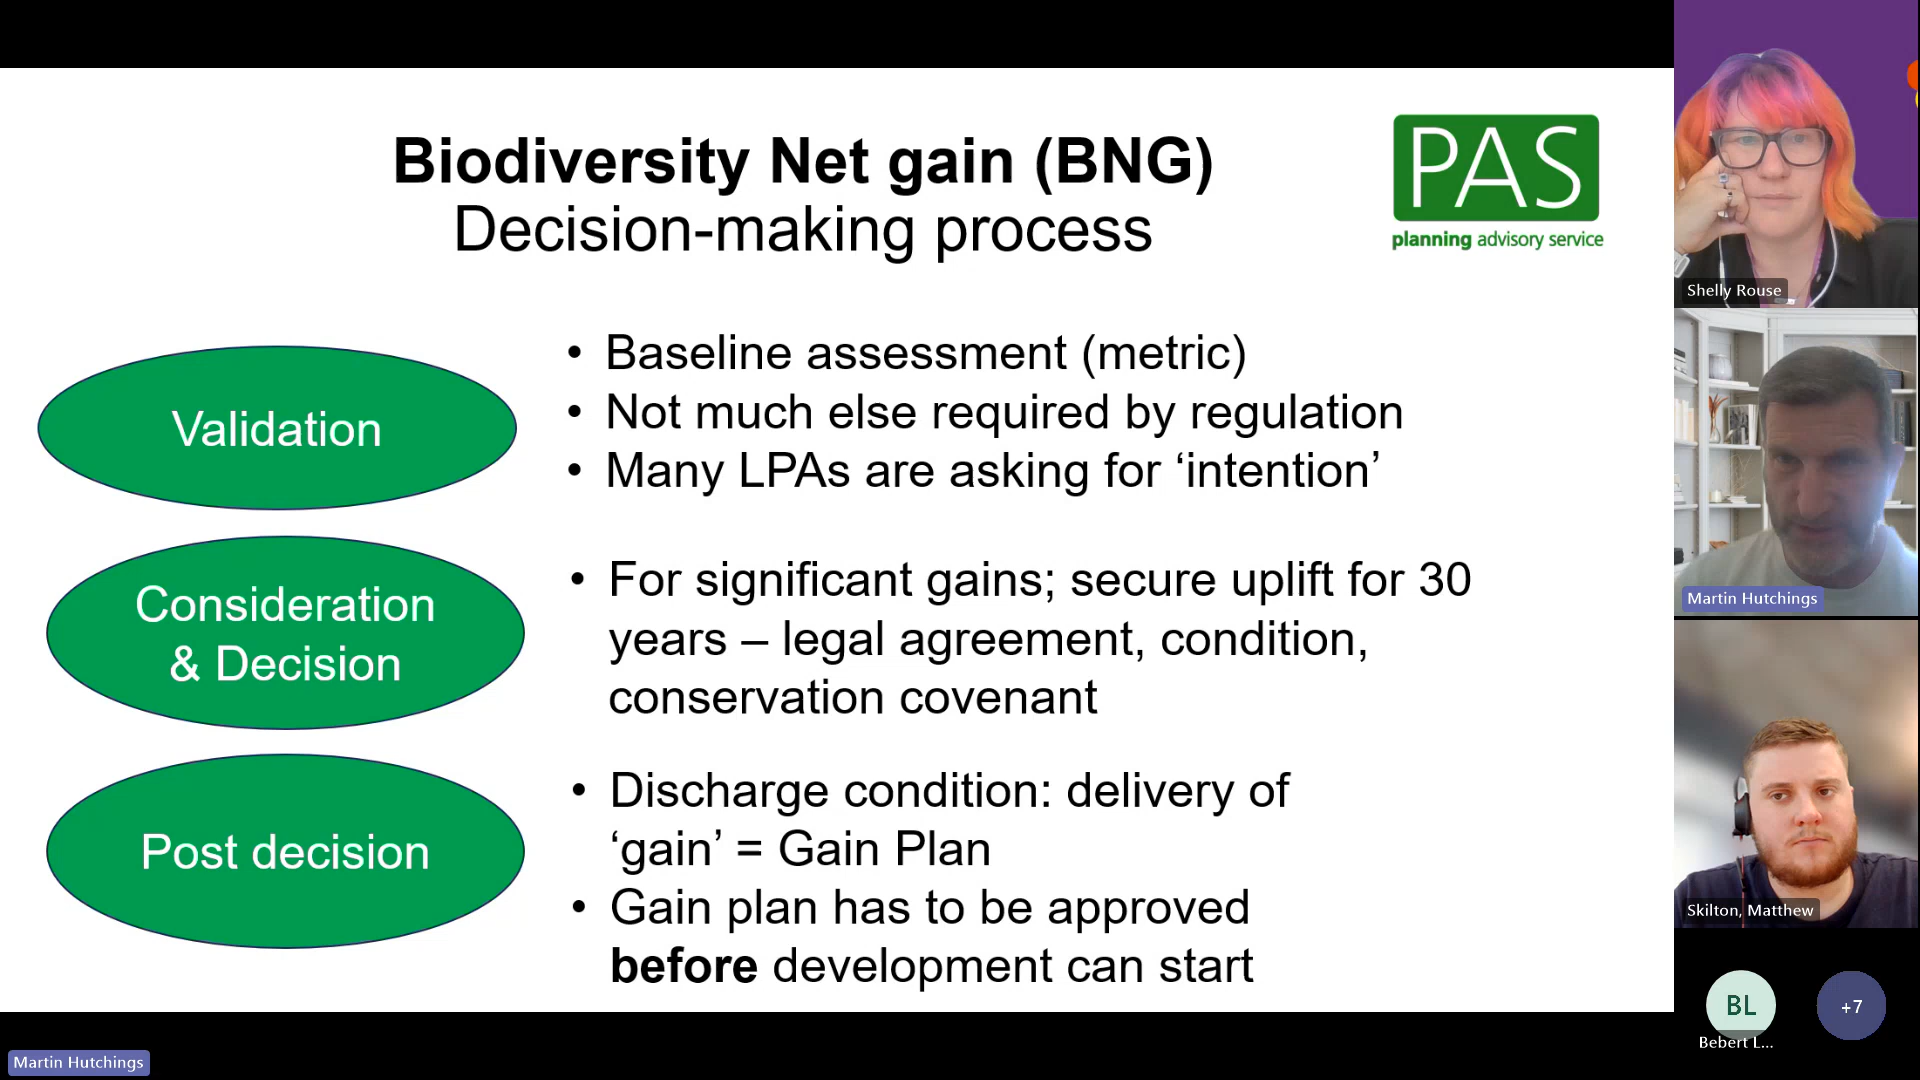 Biodiversity Net gain (BNG)
Decision-making process
PAS
planning advisory service
Validation
• Baseline assessment (metric)
• Not much else required by regulation
• Many LPAs are asking for ‘intention’
Consideration
& Decision
• For significant gains; secure uplift for 30
years – legal agreement, condition,
conservation covenant
Post decision
• Discharge condition: delivery of
‘gain’ = Gain Plan
• Gain plan has to be approved
before development can start
Shelly Rouse
Martin Hutchings
Skilton, Matthew
BL
Bebert L...
+7
Martin Hutchings